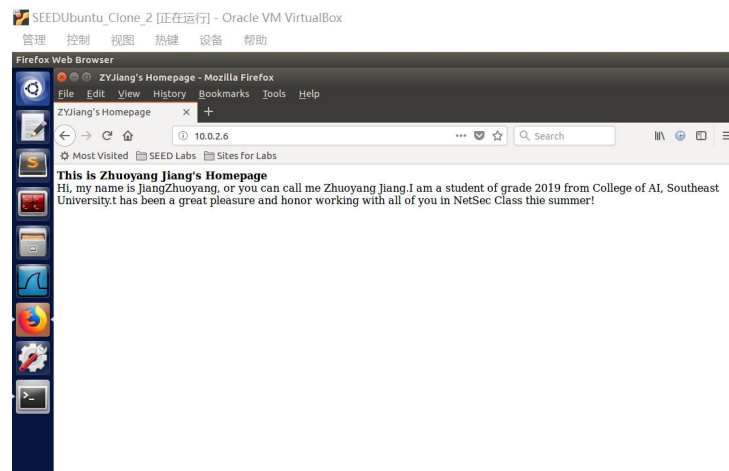 SEEDUbuntu_Clone_2 [正在运行] - Oracle VM VirtualBox
管理 控制 视图 热键 设备 帮助
Firefox Web Browser
ZYJiang's Homepage - Mozilla Firefox
File Edit View History Bookmarks Tools Help
ZYJiang's Homepage × +
10.0.2.6 Search
Most Visited SEED Labs Sites for Labs
This is Zhuoyang Jiang's Homepage
Hi, my name is JiangZhuoyang, or you can call me Zhuoyang Jiang.I am a student of grade 2019 from College of AI, Southeast
University.t has been a great pleasure and honor working with all of you in NetSec Class thie summer!